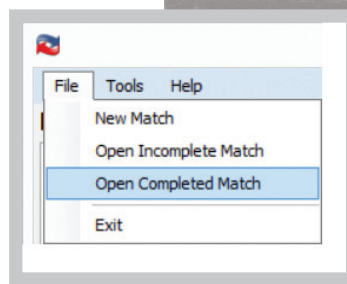 File Tools Help
New Match
Open Incomplete Match
Open Completed Match
Exit